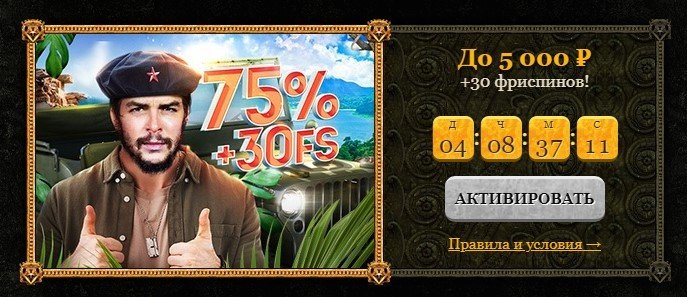 75%
+30FS
До 5 000 ₽
+30 фриспинов!
Д Ч М С
04 : 08 : 37 : 11
АКТИВИРОВАТЬ
Правила и условия →